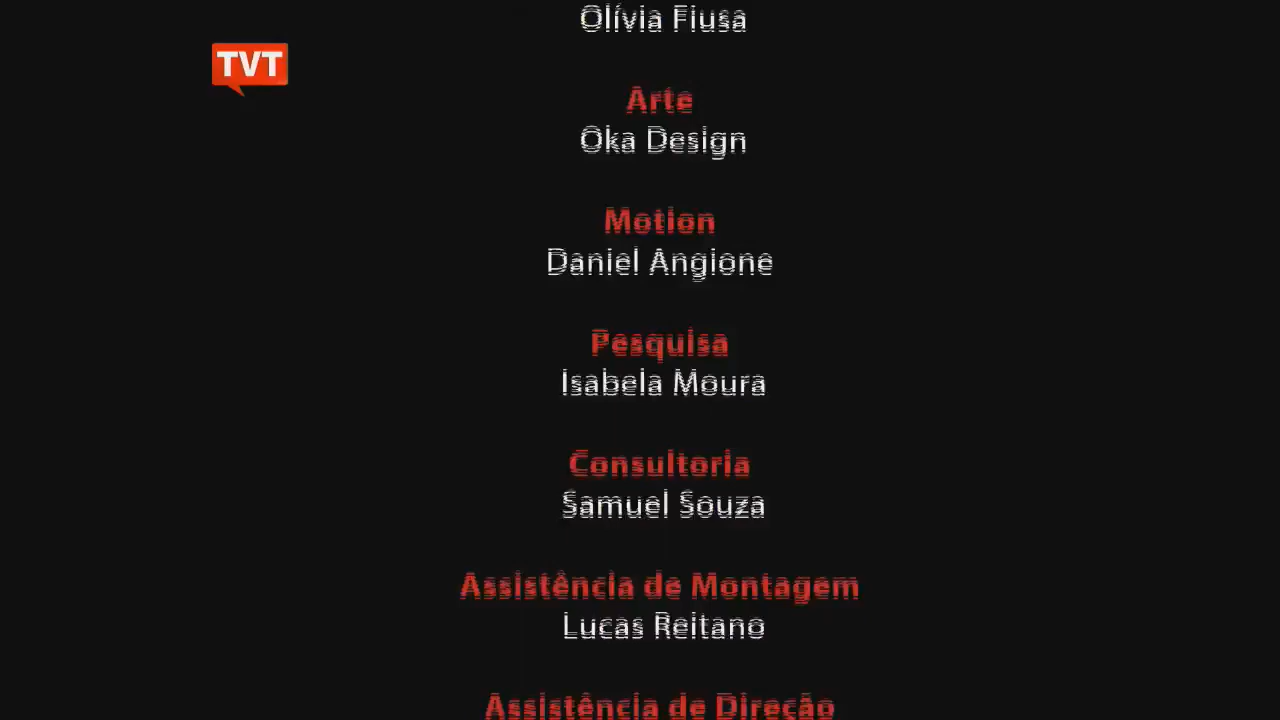 Olívia Fiusa
TVT
Arte
Oka Design
Motion
Daniel Angione
Pesquisa
Isabela Moura
Consultoria
Samuel Souza
Assistência de Montagem
Lucas Reitano
Assistência de Direção